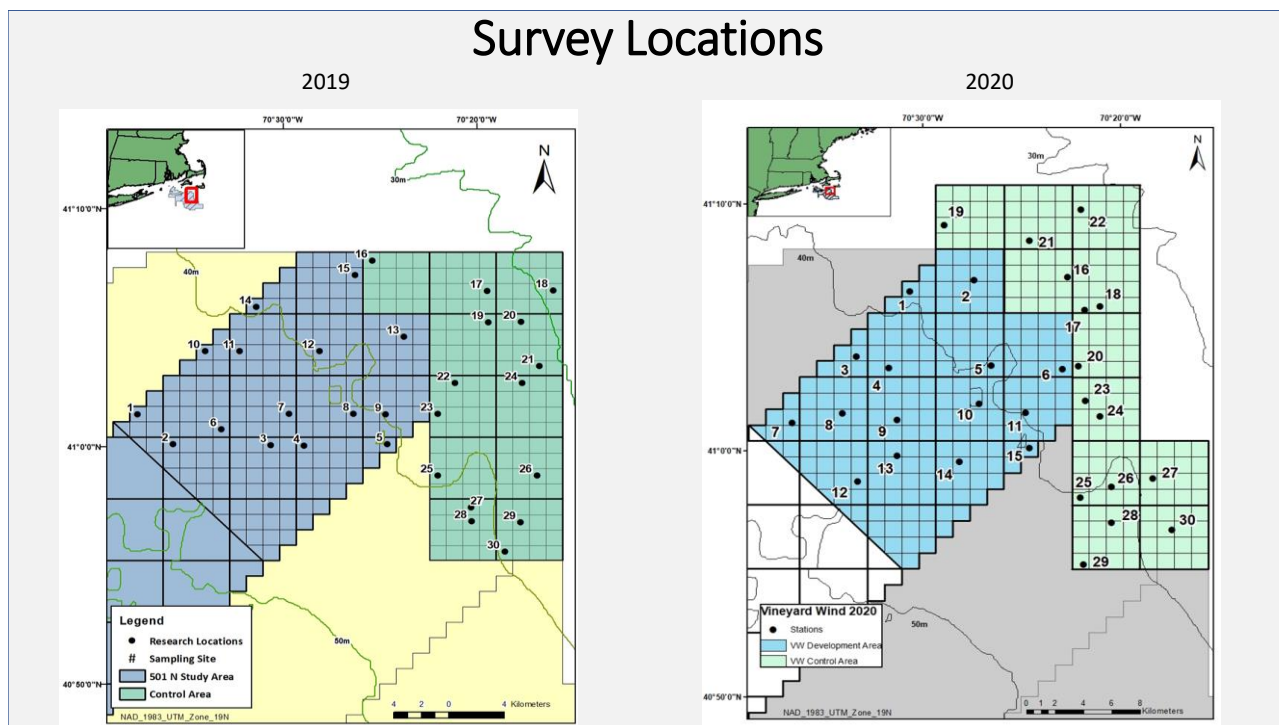 Survey Locations
2019
2020
70°30'0"W
70°20'0"W
N
30m
41°10'0"N
40m
16
15
17
18
14
19
20
13
10
11
12
21
22
24
1
7
8
9
23
6
2
3
4
5
25
26
27
28
29
30
41°0'0"N
50m
40°50'0"N
Legend
Research Locations
# Sampling Site
501 N Study Area
Control Area
4 2 0 4 Kilometers
NAD_1983_UTM_Zone_19N
70°30'0"W
70°20'0"W
N
30m
41°10'0"N
19
22
21
40m
16
2
1
18
17
3
4
5
6
20
23
10
24
7
8
9
11
41°0'0"N
13
14
15
12
25
26
27
28
30
29
50m
40°50'0"N
Vineyard Wind 2020
Stations
VW Development Area
VW Control Area
0 1 2 4 6 8
Kilometers
NAD_1983_UTM_Zone_19N